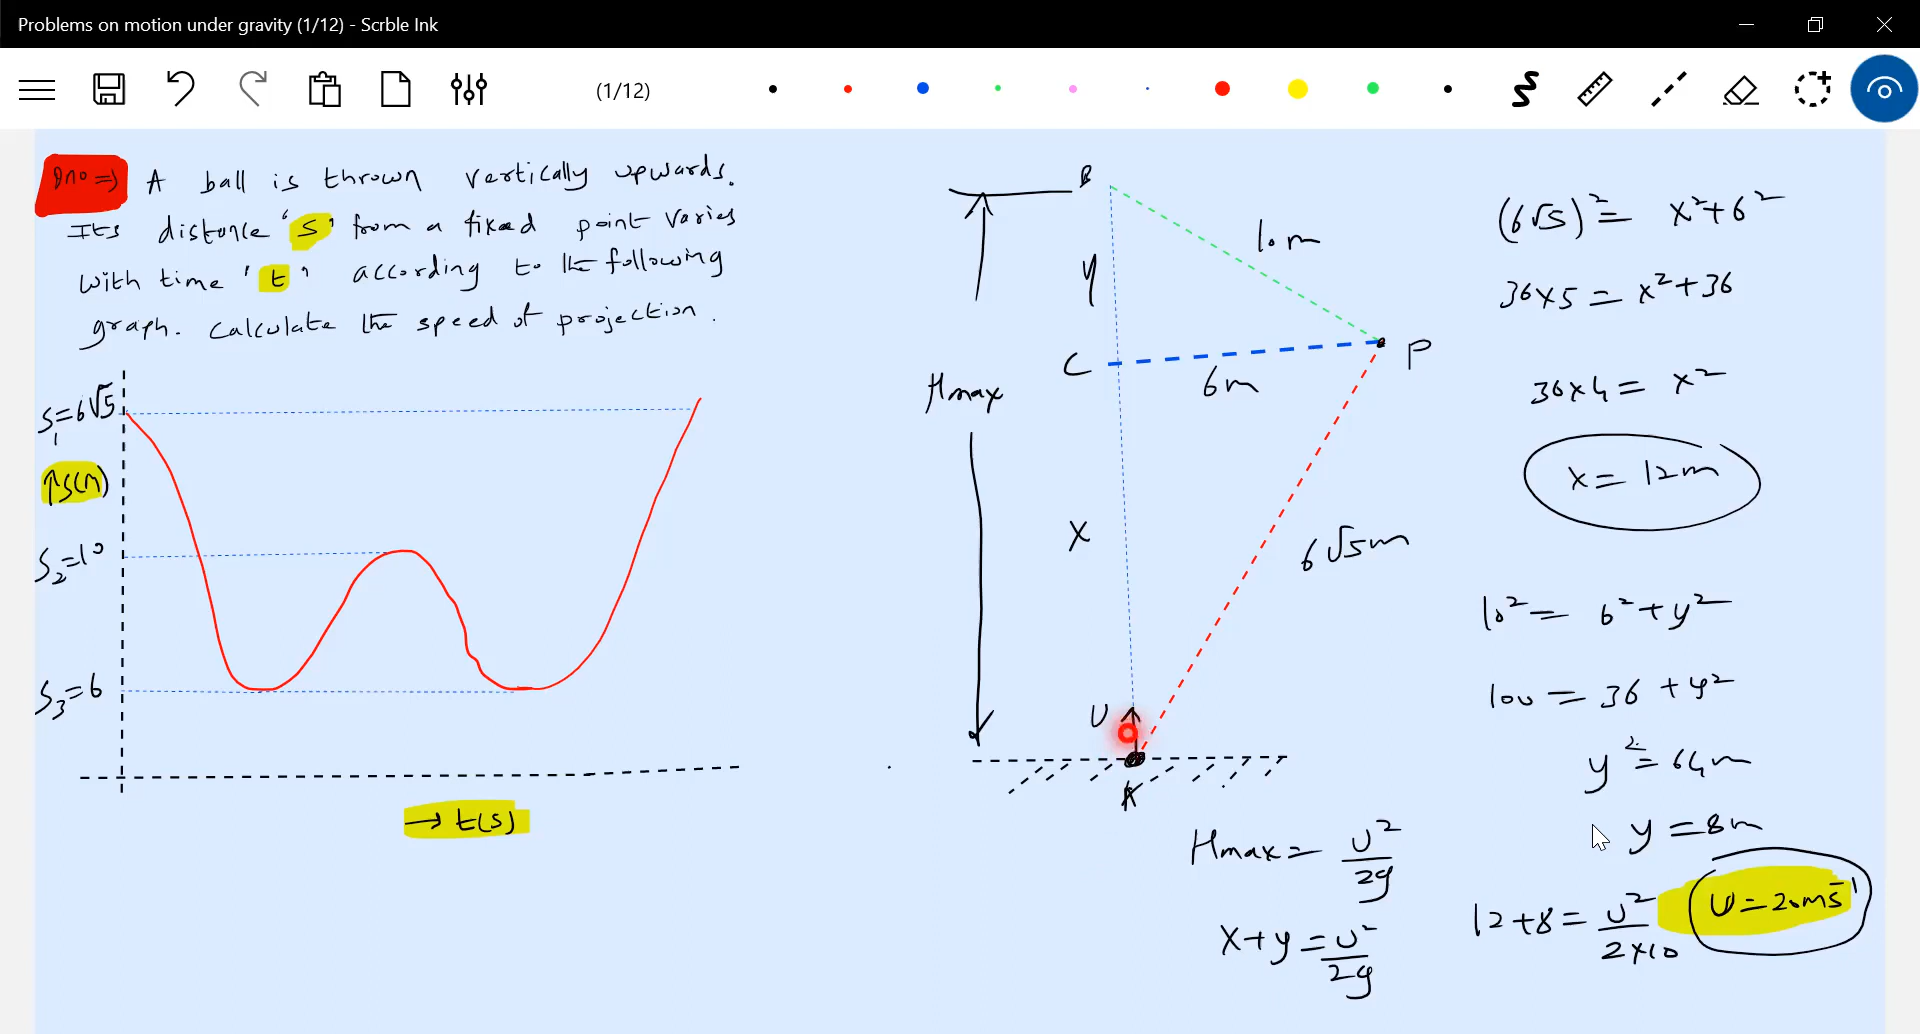 Problems on motion under gravity (1/12) - Scrble Ink
(1/12)
A ball is thrown vertically upwards.
Its distance 'S' from a fixed point varies
with time 't' according to the following
graph. Calculate the speed of projection.
S₁=6√5
↑S(m)
S₂=10
S₃=6
→ t(s)
B
10m
y
C
P
6m
Hmax
x
6√5m
U
A
Hmax = U²/2g
x+y = U²/2g
(6√5)² = x²+6²
36×5 = x²+36
36×4 = x²
x = 12m
10² = 6²+y²
100 = 36+y²
y² = 64m
y = 8m
12+8 = U²/2×10
U = 20ms⁻¹